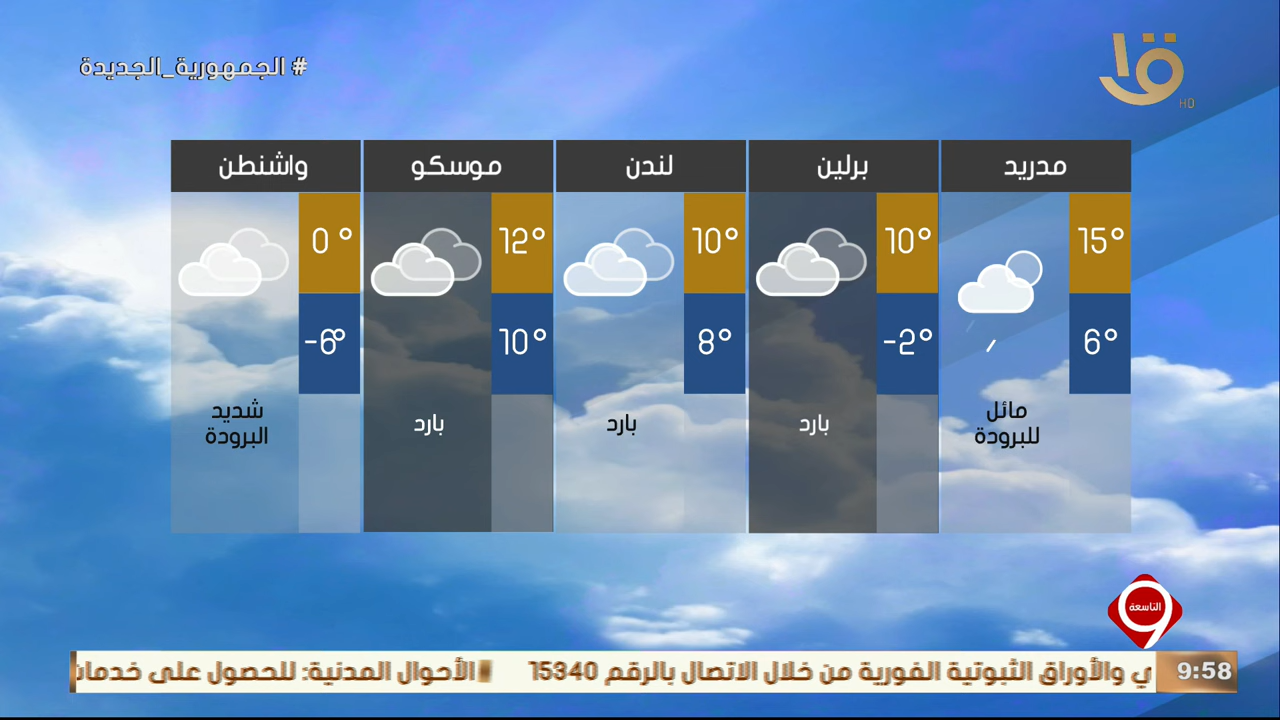 # الجمهورية_الجديدة
HD
مدريد
15°
6°
مائل
للبرودة
برلين
10°
-2°
بارد
لندن
10°
8°
بارد
موسكو
12°
10°
بارد
واشنطن
0 °
-6°
شديد
البرودة
التاسعة
9
9:58
ي والأوراق الثبوتية الفورية من خلال الاتصال بالرقم 15340
الأحوال المدنية: للحصول على خدمات